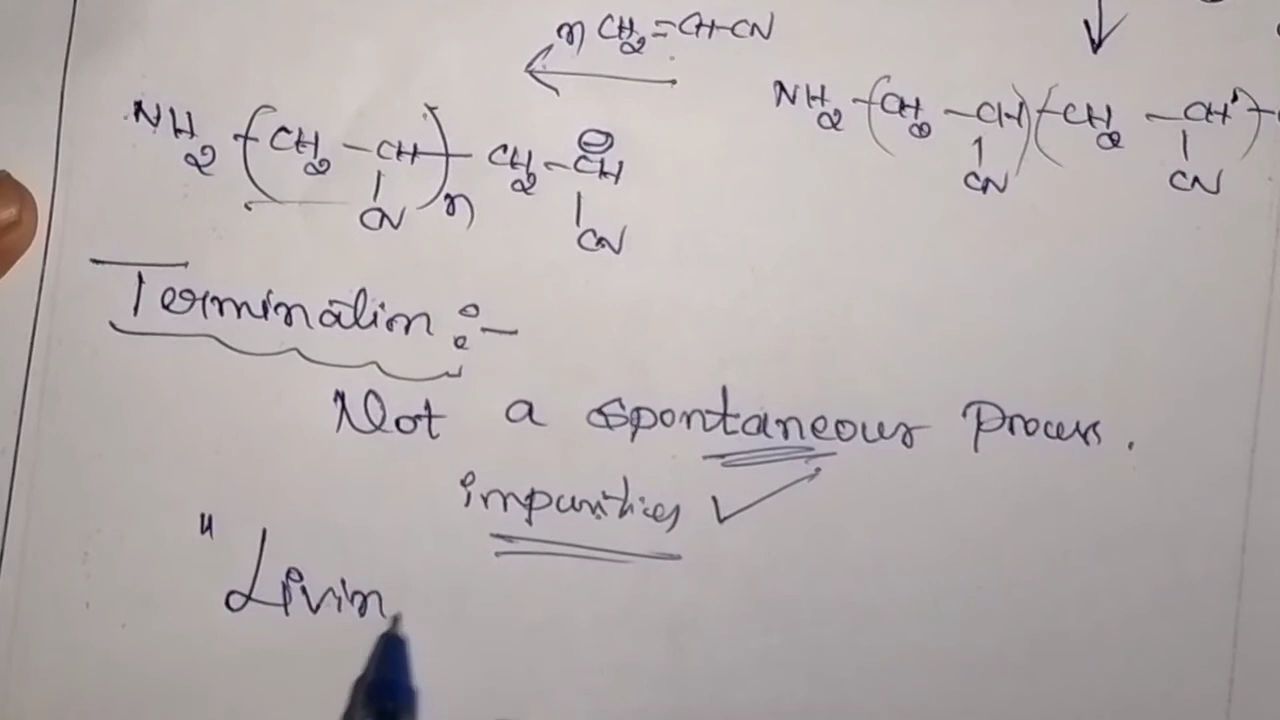 n CH2=CH-CN
NH2-(CH2-CH)n-CH2-CH⊖
CN CN
NH2-(CH2-CH)(CH2-CH)-
CN CN
Termination :-
Not a spontaneous process.
impurities ✓
"Livin